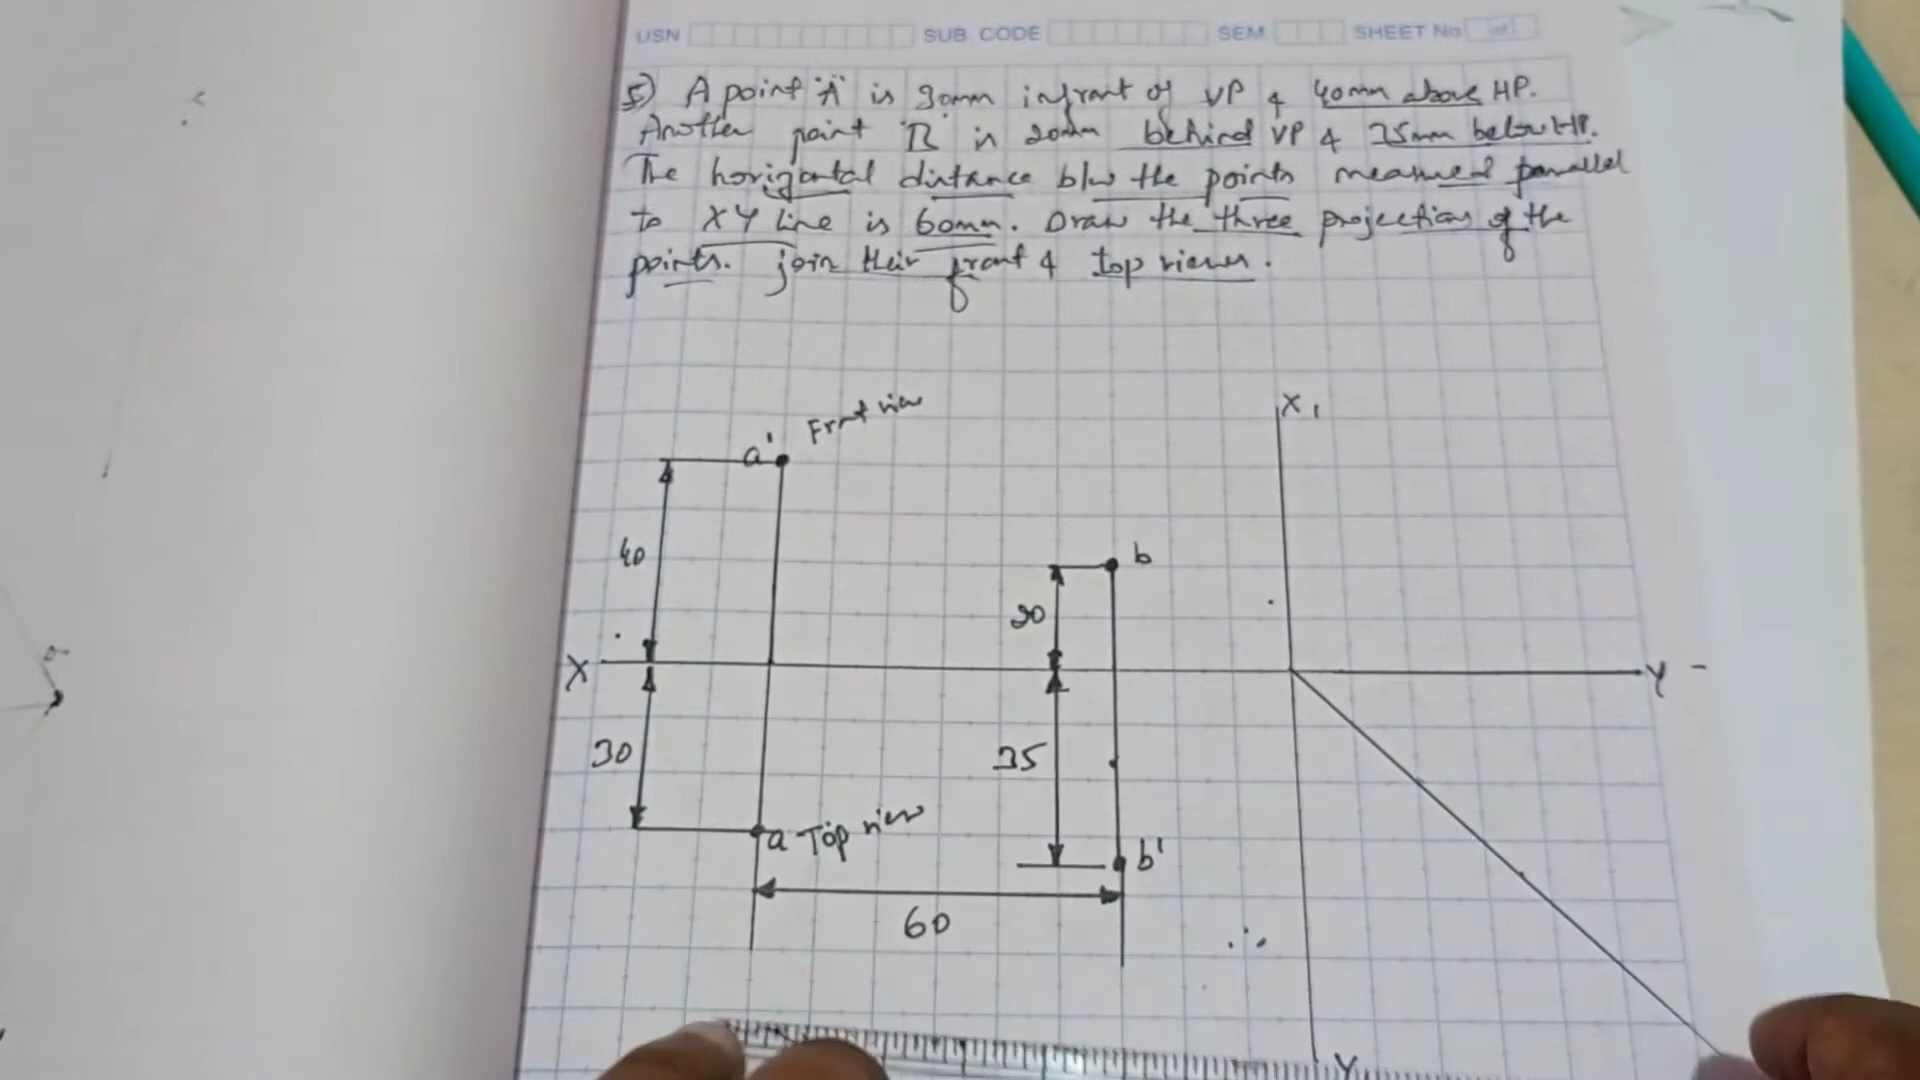 USN SUB CODE SEM SHEET No
5) A point 'A' is 30mm infront of VP & 40mm above HP.
Another point 'B' is 20mm behind VP & 35mm below HP.
The horizontal distance b/w the points measured parallel
to XY line is 60mm. Draw the three projections of the
points. join their front & top views.
X1
a' Front view
40
b
20
X
Y
30
35
a Top view
b'
60
Y